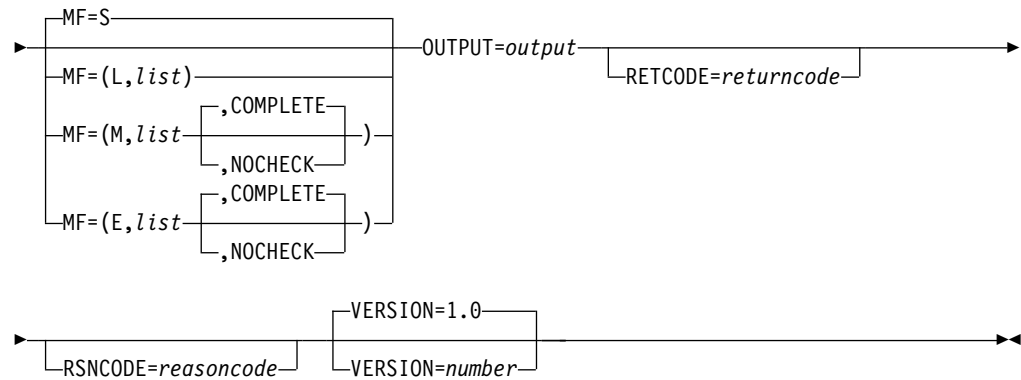 MF=S
OUTPUT=output
RETCODE=returncode
MF=(L,list)
,COMPLETE
MF=(M,list )
,NOCHECK
,COMPLETE
MF=(E,list )
,NOCHECK
VERSION=1.0
RSNCODE=reasoncode
VERSION=number